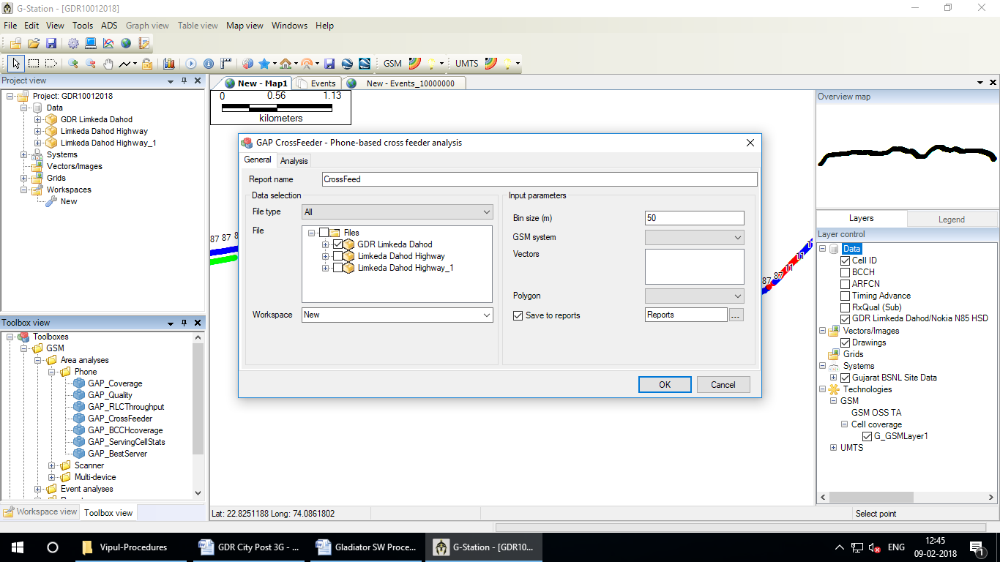 G-Station - [GDR10012018]
File Edit View Tools ADS Graph view Table view Map view Windows Help
GSM UMTS
Project view
Project: GDR10012018
Data
GDR Limkeda Dahod
Limkeda Dahod Highway
Limkeda Dahod Highway_1
Systems
Vectors/Images
Grids
Workspaces
New
Toolbox view
Toolboxes
GSM
Area analyses
Phone
GAP_Coverage
GAP_Quality
GAP_RLCThroughput
GAP_CrossFeeder
GAP_BCCHcoverage
GAP_ServingCellStats
GAP_BestServer
Scanner
Multi-device
Event analyses
Workspace view Toolbox view
New - Map1 Events New - Events_10000000
0 0.56 1.13
kilometers
87 87 8
GAP CrossFeeder - Phone-based cross feeder analysis
General Analysis
Report name CrossFeed
Data selection
File type All
File
Files
GDR Limkeda Dahod
Limkeda Dahod Highway
Limkeda Dahod Highway_1
Workspace New
Input parameters
Bin size (m) 50
GSM system
Vectors
Polygon
Save to reports Reports ...
OK Cancel
87 87 11 11 11
Lat: 22.8251188 Long: 74.0861802
Select point
Overview map
Layers Legend
Layer control
Data
Cell ID
BCCH
ARFCN
Timing Advance
RxQual (Sub)
GDR Limkeda Dahod/Nokia N85 HSD
Vectors/Images
Drawings
Grids
Systems
Gujarat BSNL Site Data
Technologies
GSM
GSM OSS TA
Cell coverage
G_GSMLayer1
UMTS
Vipul-Procedures GDR City Post 3G - ... Gladiator SW Proce... G-Station - [GDR10...
ENG
12:45
09-02-2018
1